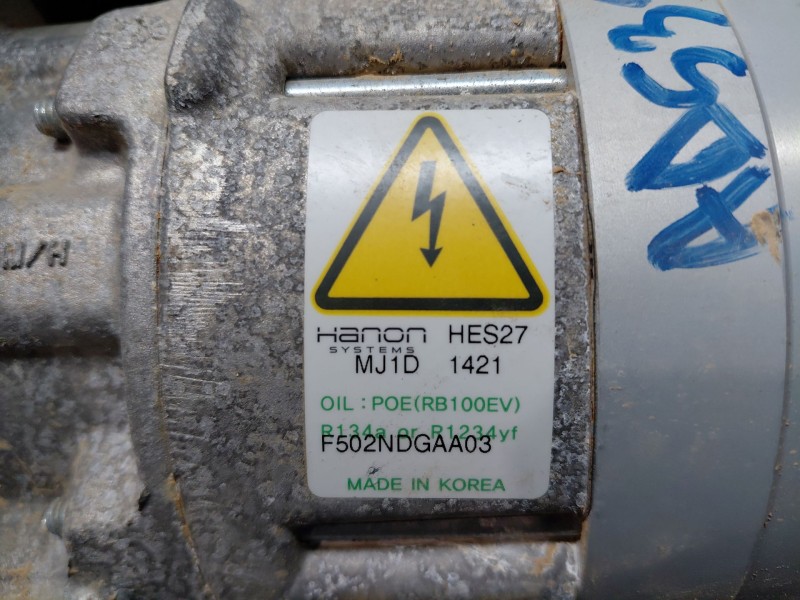 Hanon HES27
SYSTEMS
MJ1D 1421
OIL : POE(RB100EV)
R134a or R1234yf
F502NDGAA03
MADE IN KOREA